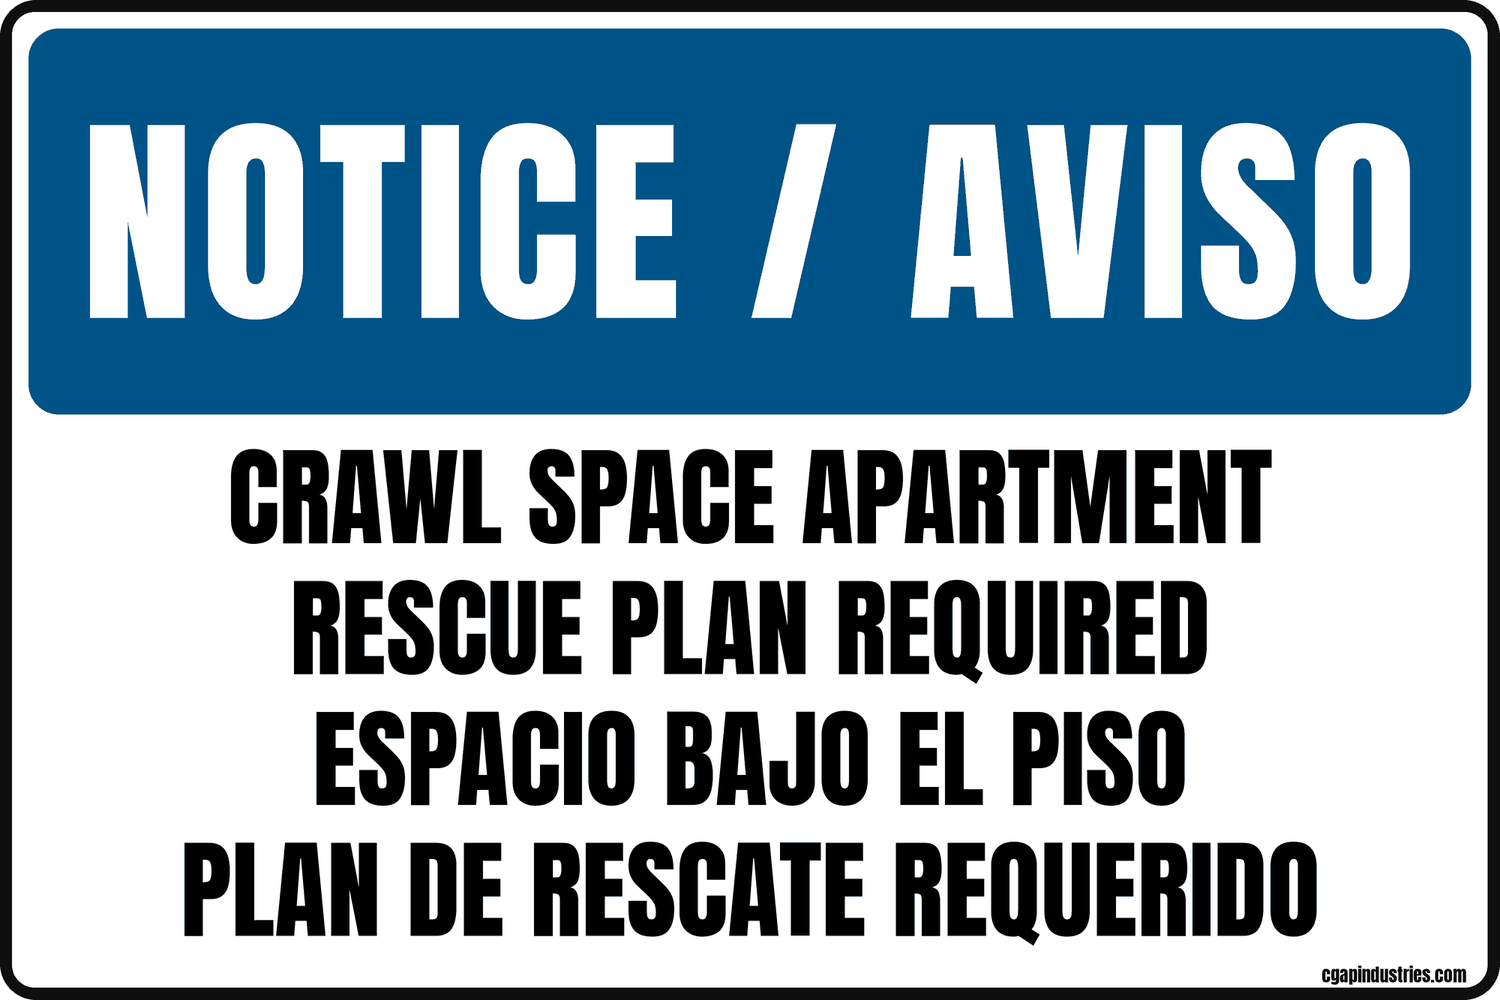 NOTICE / AVISO
CRAWL SPACE APARTMENT
RESCUE PLAN REQUIRED
ESPACIO BAJO EL PISO
PLAN DE RESCATE REQUERIDO
cgapindustries.com